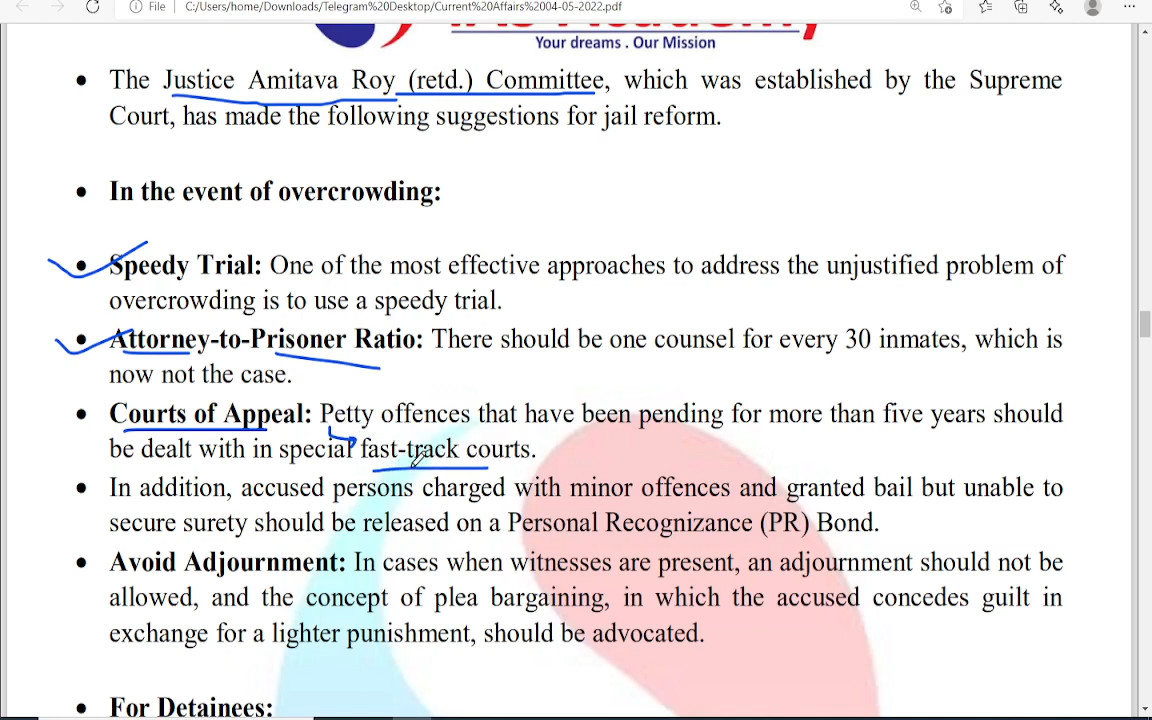 File
C:/Users/home/Downloads/Telegram%20Desktop/Current%20Affairs%2004-05-2022.pdf
Your dreams . Our Mission
• The Justice Amitava Roy (retd.) Committee, which was established by the Supreme
Court, has made the following suggestions for jail reform.
• In the event of overcrowding:
• Speedy Trial: One of the most effective approaches to address the unjustified problem of
overcrowding is to use a speedy trial.
• Attorney-to-Prisoner Ratio: There should be one counsel for every 30 inmates, which is
now not the case.
• Courts of Appeal: Petty offences that have been pending for more than five years should
be dealt with in special fast-track courts.
• In addition, accused persons charged with minor offences and granted bail but unable to
secure surety should be released on a Personal Recognizance (PR) Bond.
• Avoid Adjournment: In cases when witnesses are present, an adjournment should not be
allowed, and the concept of plea bargaining, in which the accused concedes guilt in
exchange for a lighter punishment, should be advocated.
• For Detainees: